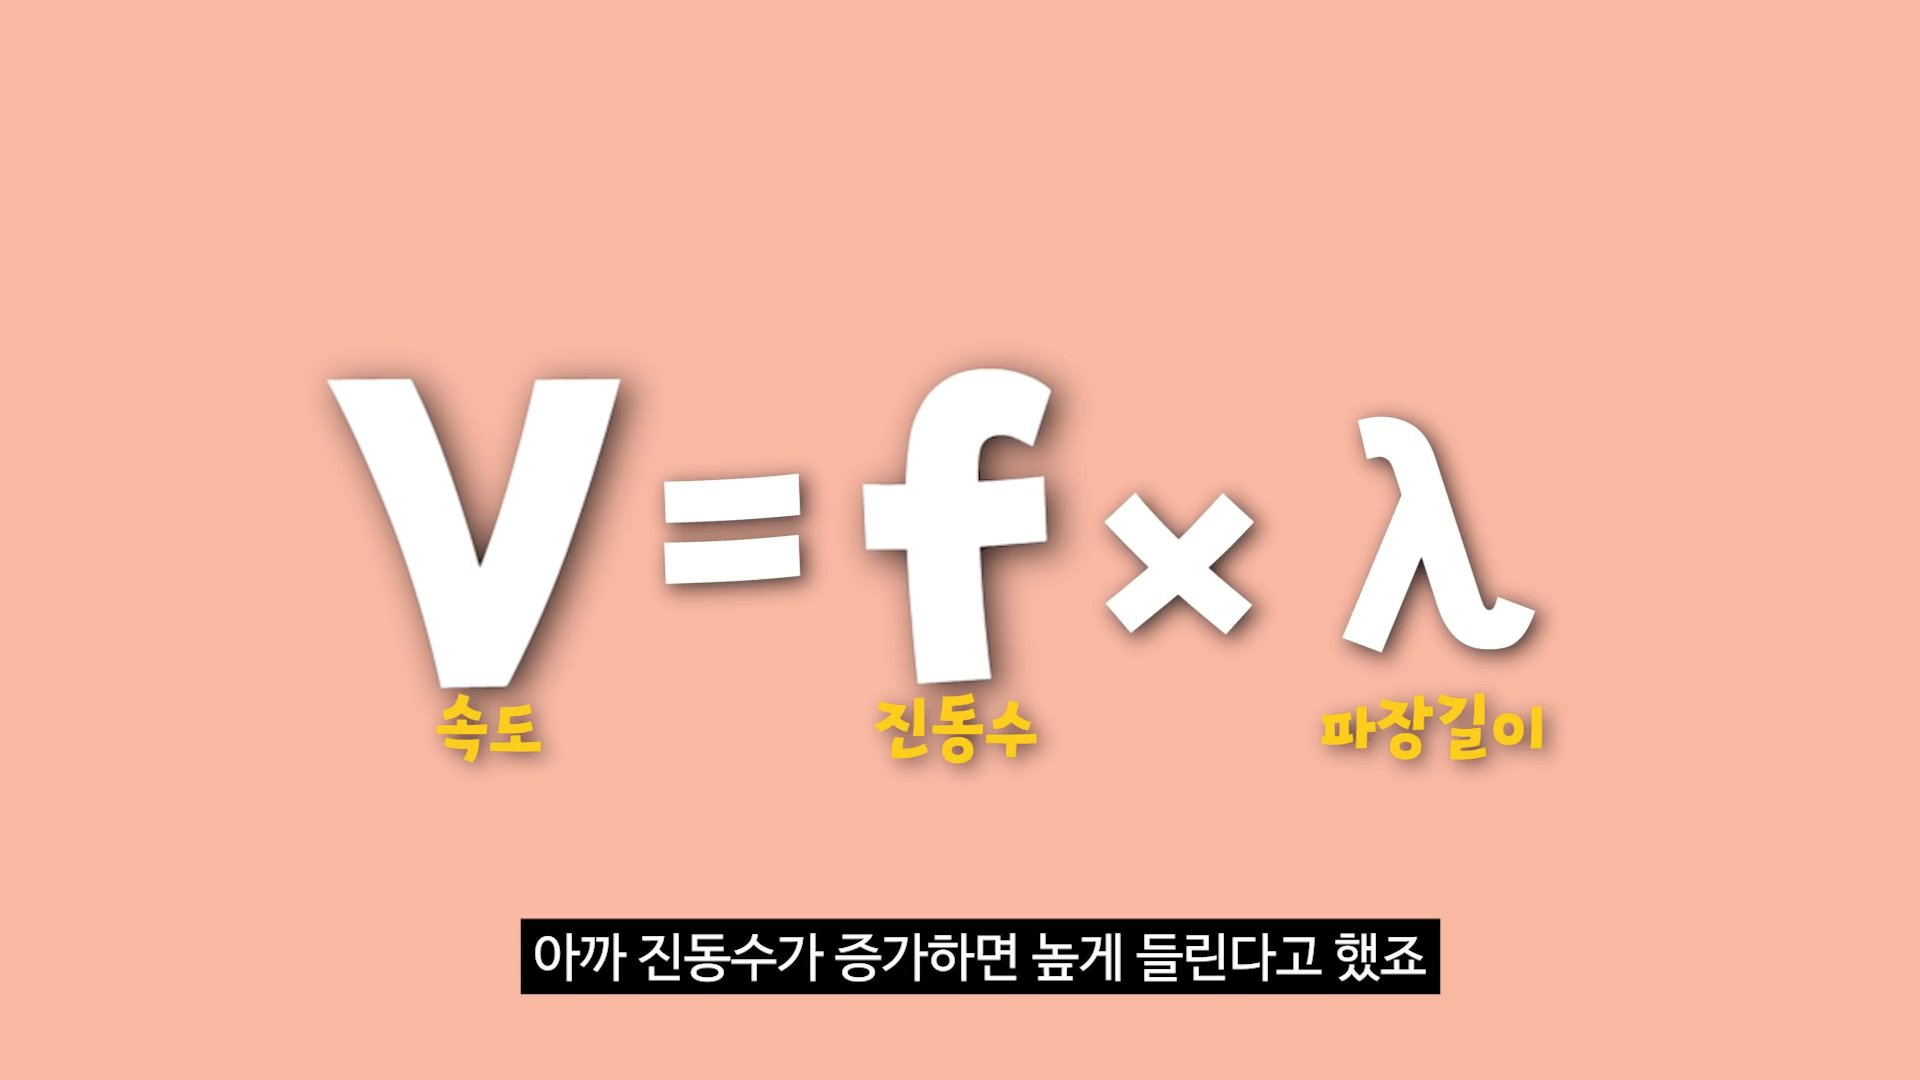 V = f × λ
속도 진동수 파장길이
아까 진동수가 증가하면 높게 들린다고 했죠